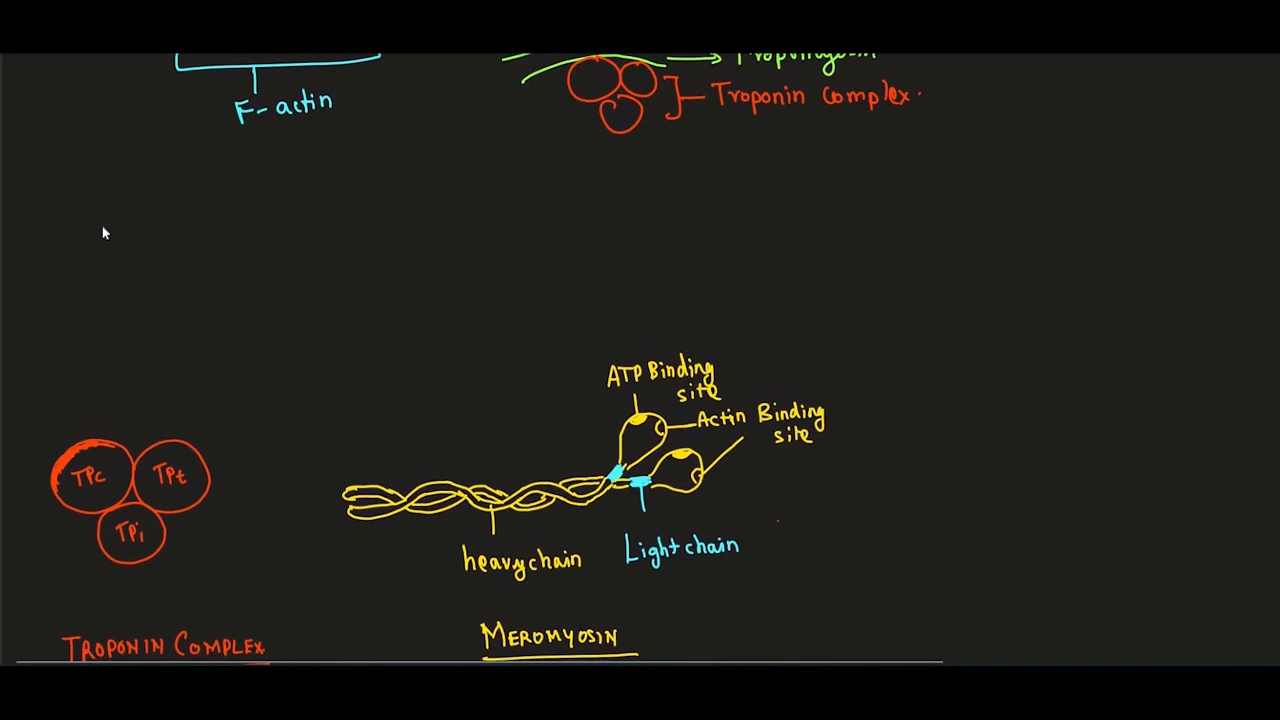 F-actin
Troponin Complex.
ATP Binding
site
Actin Binding
site
TPc
TPt
TPi
heavychain
Light chain
TROPONIN COMPLEX
MEROMYOSIN